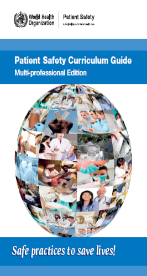 World Health
Organization
Patient Safety
Patient Safety Curriculum Guide
Multi-professional Edition
Safe practices to save lives!